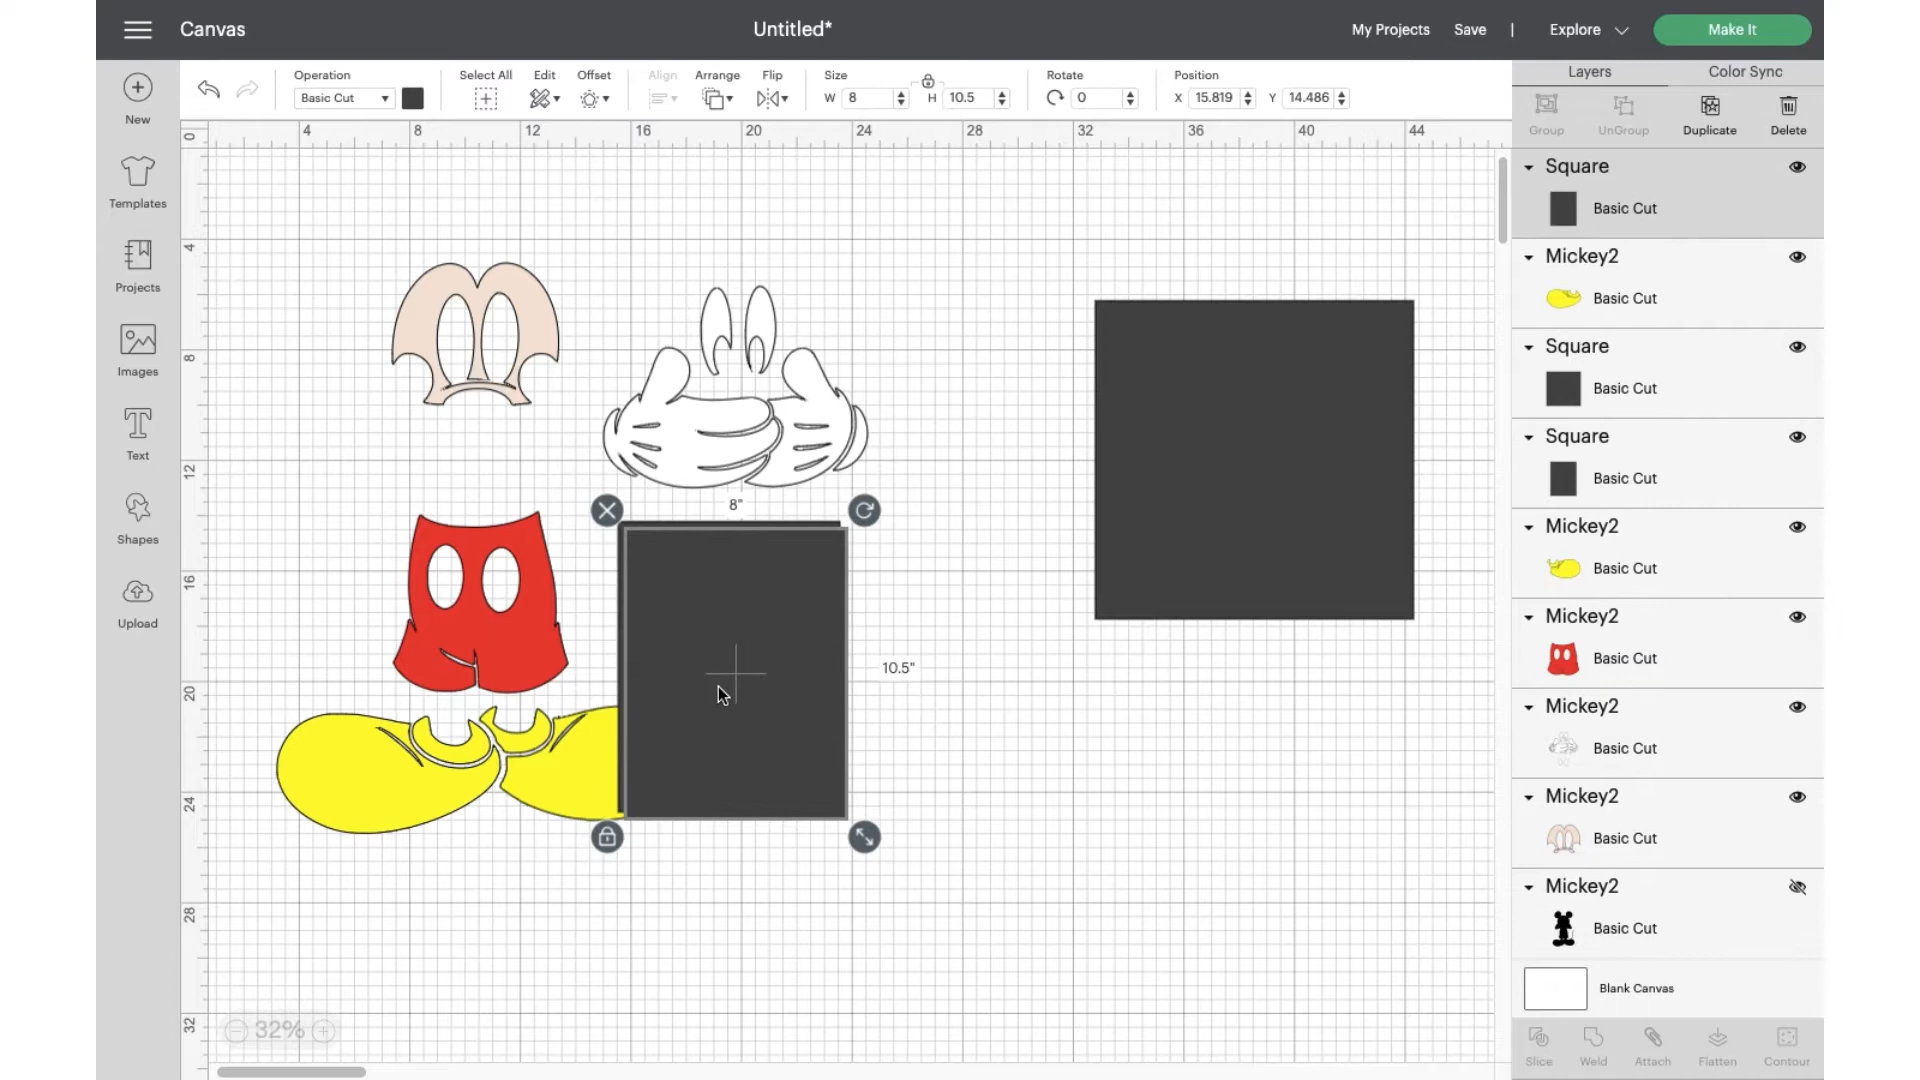 Canvas
Untitled*
My Projects Save | Explore Make It
New
Templates
Projects
Images
Text
Shapes
Upload
Operation
Basic Cut
Select All Edit Offset Align Arrange Flip
Size
W 8 H 10.5
Rotate
0
Position
X 15.819 Y 14.486
Layers Color Sync
Group UnGroup Duplicate Delete
0 4 8 12 16 20 24 28 32 36 40 44
4
8
12
16
20
24
28
32
8"
10.5"
32%
Square
Basic Cut
Mickey2
Basic Cut
Square
Basic Cut
Square
Basic Cut
Mickey2
Basic Cut
Mickey2
Basic Cut
Mickey2
Basic Cut
Mickey2
Basic Cut
Mickey2
Basic Cut
Blank Canvas
Slice Weld Attach Flatten Contour